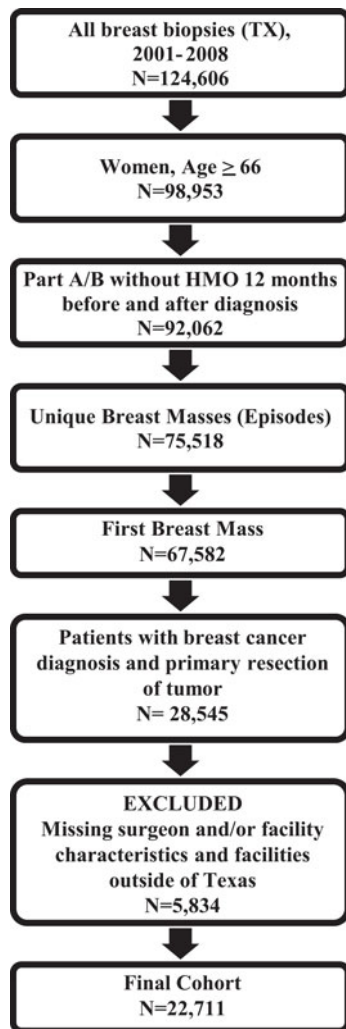 All breast biopsies (TX),
2001-2008
N=124,606
Women, Age ≥ 66
N=98,953
Part A/B without HMO 12 months
before and after diagnosis
N=92,062
Unique Breast Masses (Episodes)
N=75,518
First Breast Mass
N=67,582
Patients with breast cancer
diagnosis and primary resection
of tumor
N= 28,545
EXCLUDED
Missing surgeon and/or facility
characteristics and facilities
outside of Texas
N=5,834
Final Cohort
N=22,711